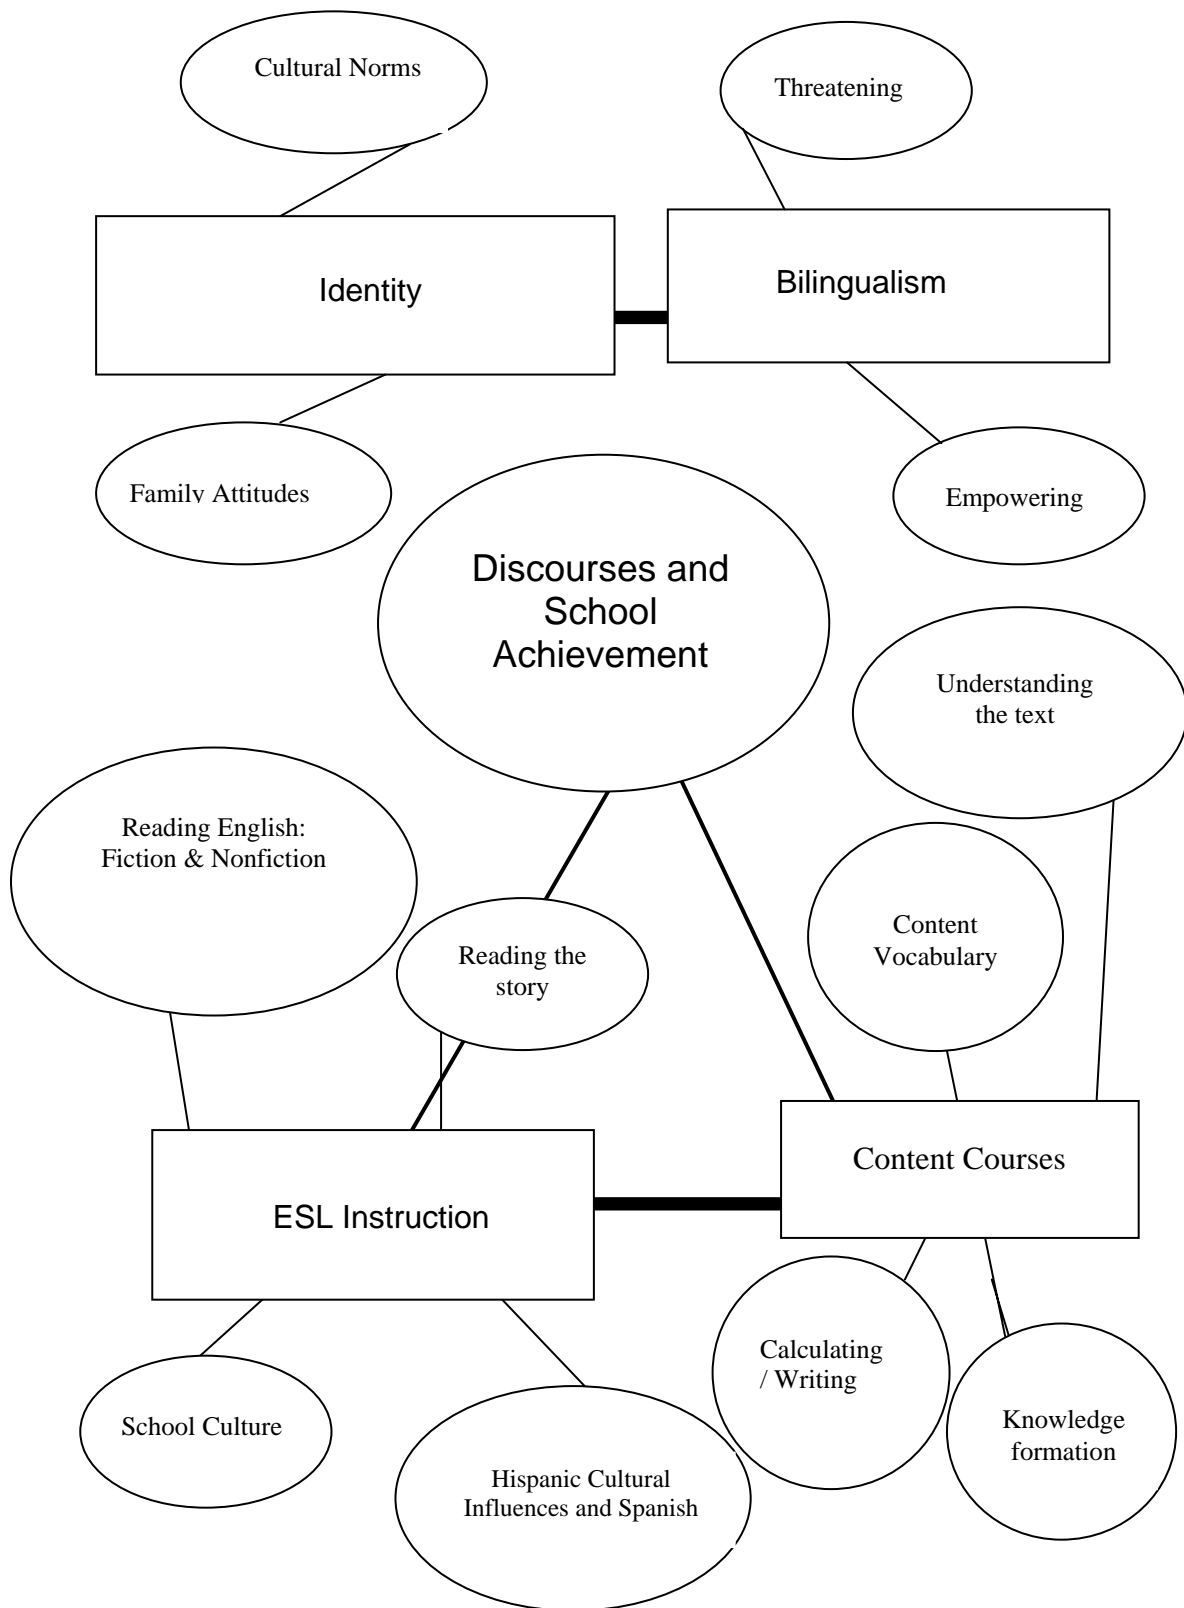 Cultural Norms
Threatening
Identity
Bilingualism
Family Attitudes
Empowering
Discourses and
School
Achievement
Understanding
the text
Reading English:
Fiction & Nonfiction
Content
Vocabulary
Reading the
story
Content Courses
ESL Instruction
Calculating
/ Writing
School Culture
Knowledge
formation
Hispanic Cultural
Influences and Spanish